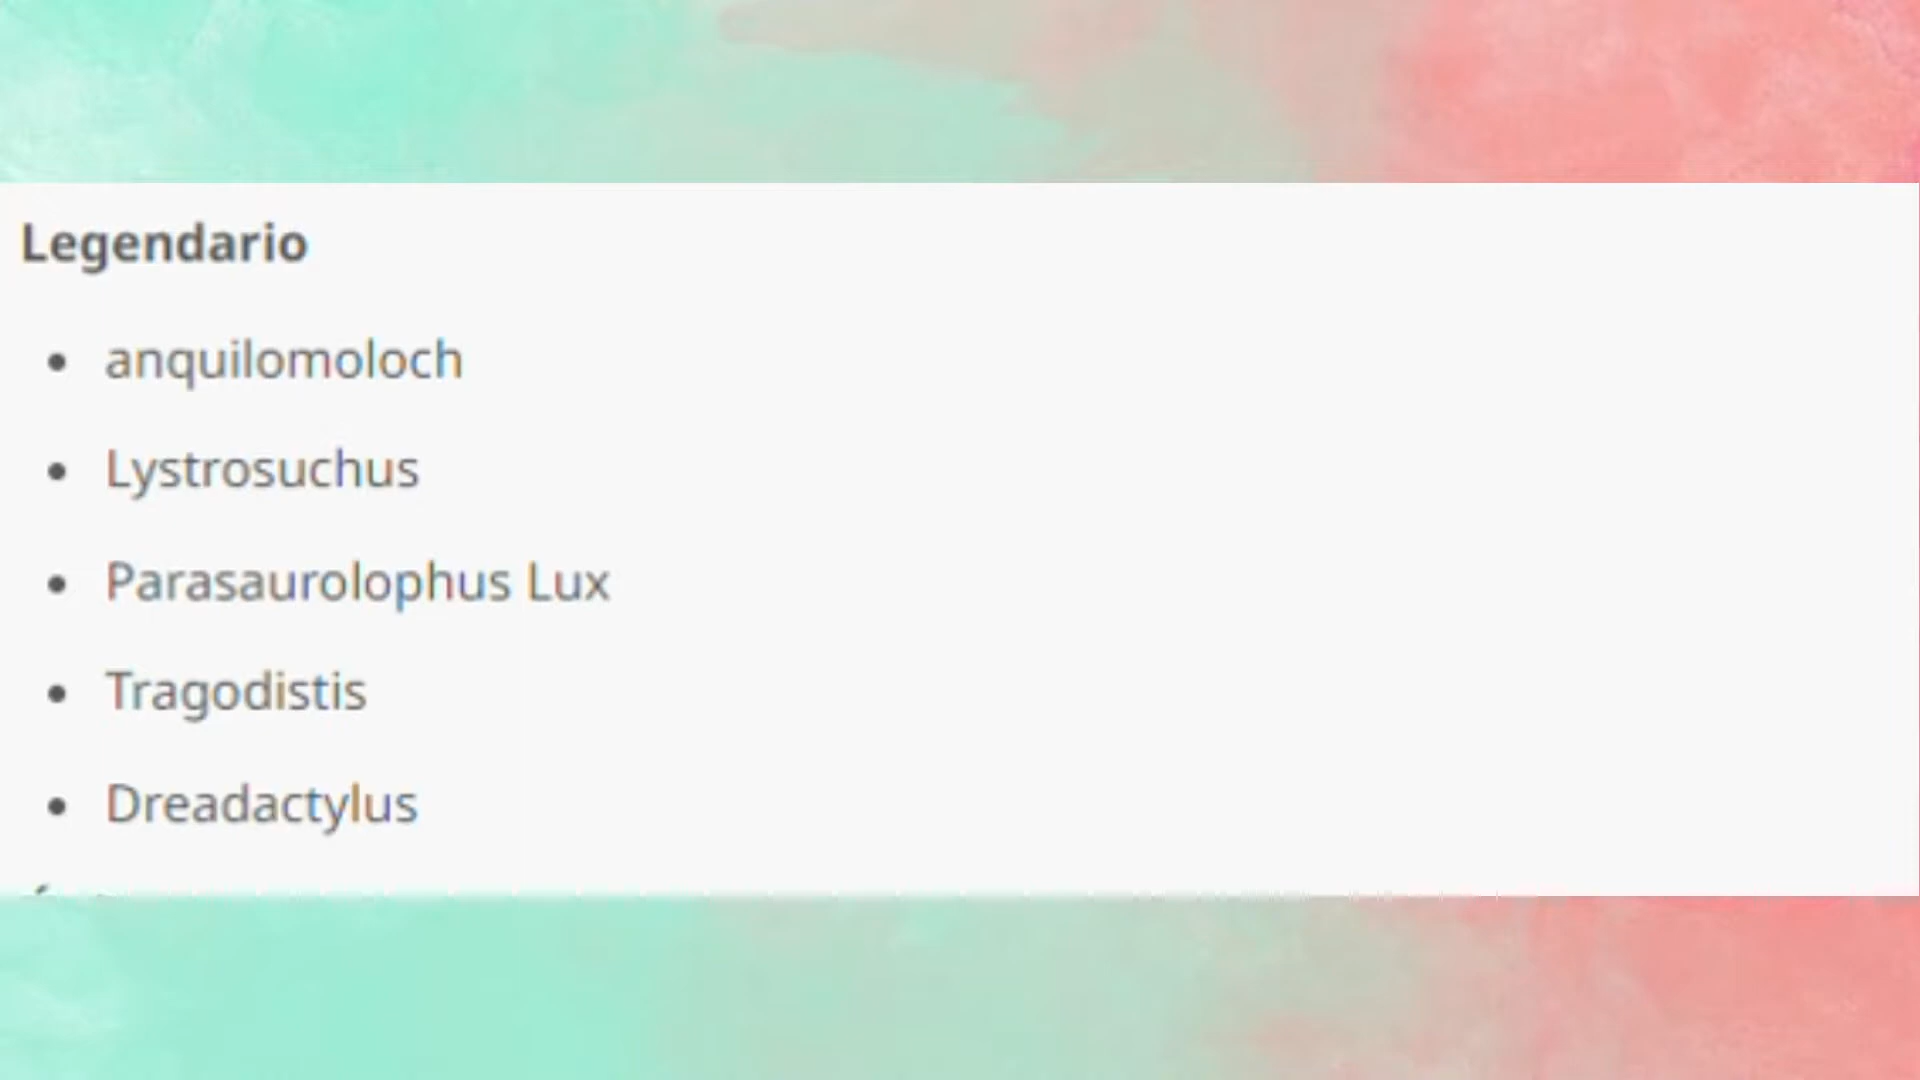 Legendario
• anquilomoloch
• Lystrosuchus
• Parasaurolophus Lux
• Tragodistis
• Dreadactylus